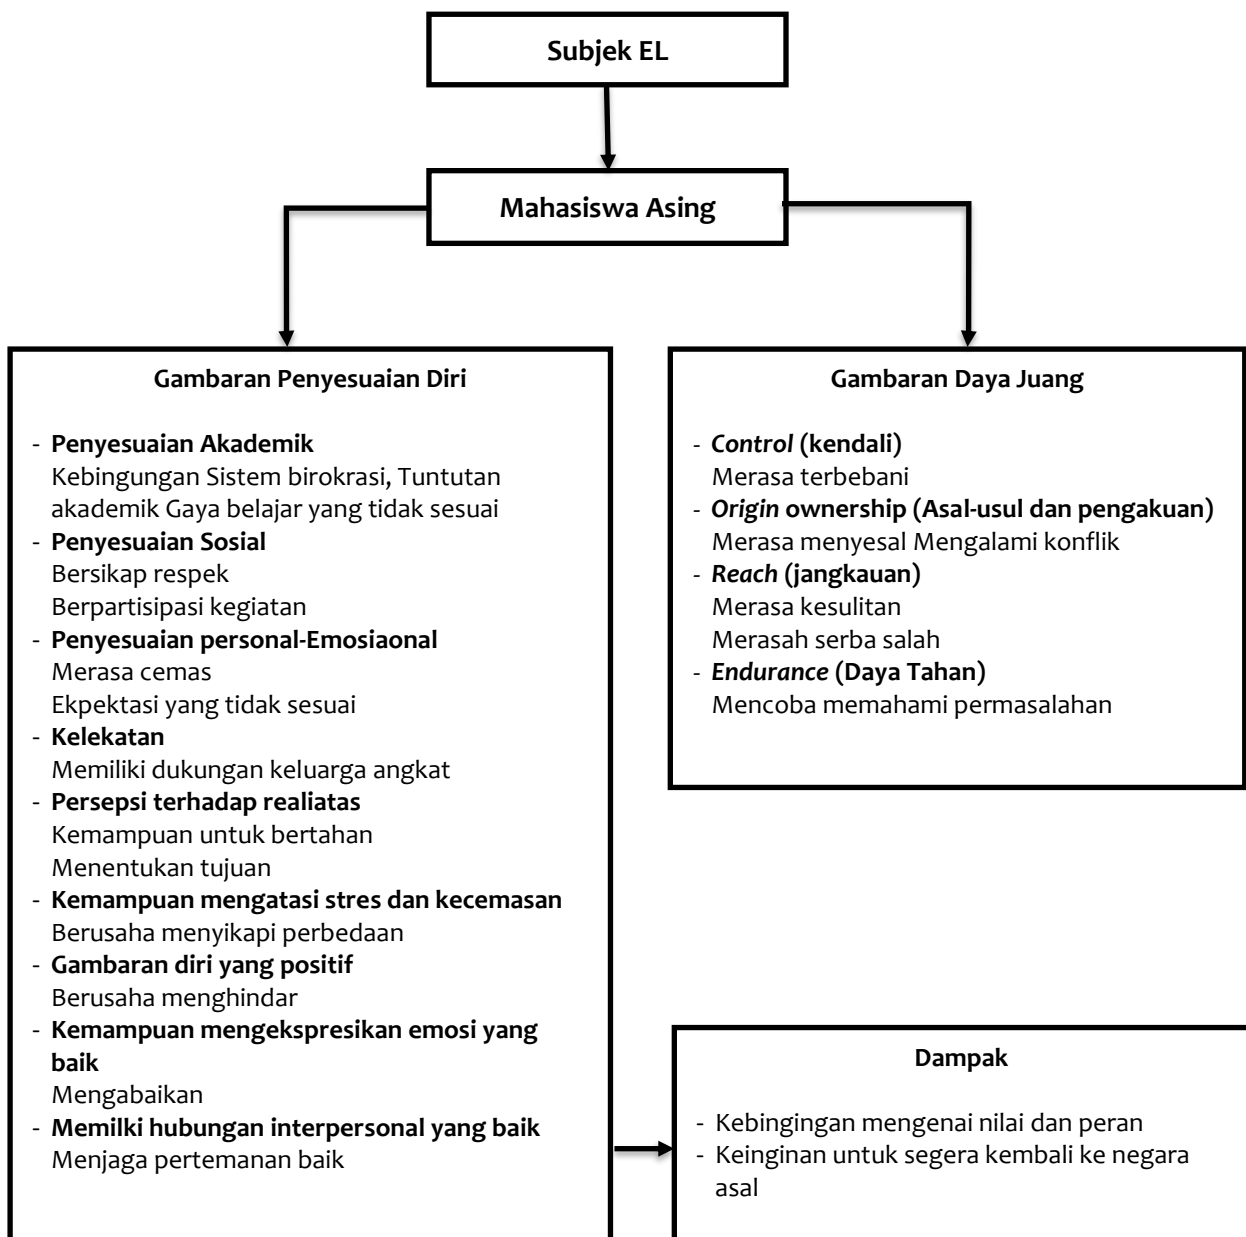 Subjek EL
Mahasiswa Asing
Gambaran Penyesuaian Diri
- Penyesuaian Akademik
Kebingungan Sistem birokrasi, Tuntutan
akademik Gaya belajar yang tidak sesuai
- Penyesuaian Sosial
Bersikap respek
Berpartisipasi kegiatan
- Penyesuaian personal-Emosiaonal
Merasa cemas
Ekpektasi yang tidak sesuai
- Kelekatan
Memiliki dukungan keluarga angkat
- Persepsi terhadap realiatas
Kemampuan untuk bertahan
Menentukan tujuan
- Kemampuan mengatasi stres dan kecemasan
Berusaha menyikapi perbedaan
- Gambaran diri yang positif
Berusaha menghindar
- Kemampuan mengekspresikan emosi yang
baik
Mengabaikan
- Memilki hubungan interpersonal yang baik
Menjaga pertemanan baik
Gambaran Daya Juang
- Control (kendali)
Merasa terbebani
- Origin ownership (Asal-usul dan pengakuan)
Merasa menyesal Mengalami konflik
- Reach (jangkauan)
Merasa kesulitan
Merasah serba salah
- Endurance (Daya Tahan)
Mencoba memahami permasalahan
Dampak
- Kebingingan mengenai nilai dan peran
- Keinginan untuk segera kembali ke negara
asal